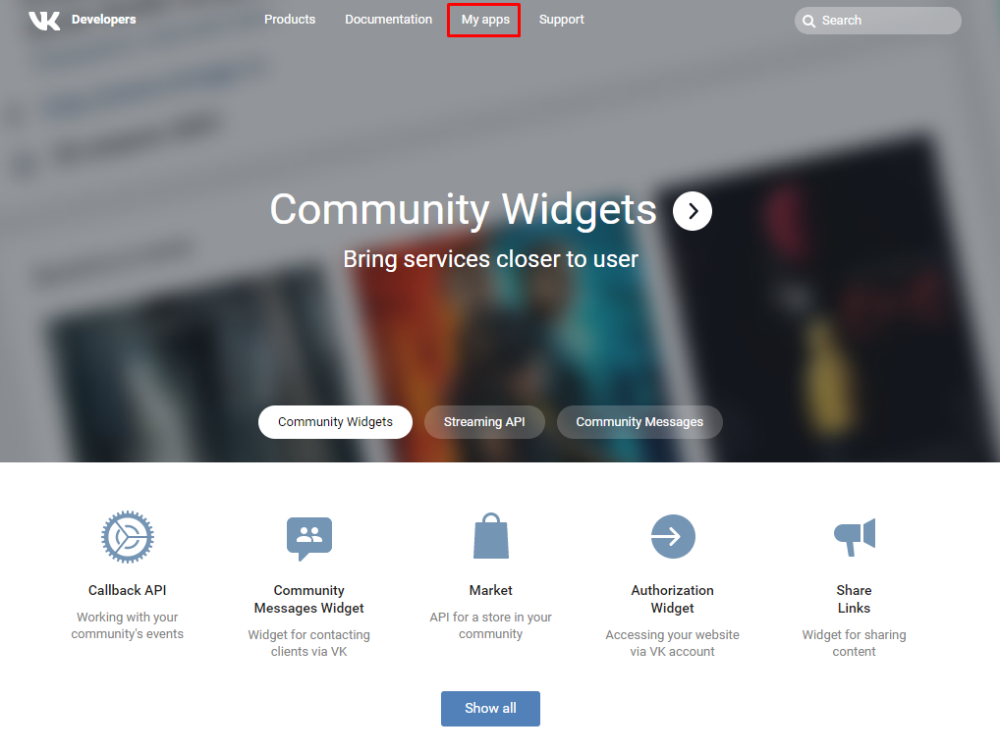 VK Developers Products Documentation My apps Support Search
Community Widgets
Bring services closer to user
Community Widgets Streaming API Community Messages
Callback API
Working with your
community's events
Community
Messages Widget
Widget for contacting
clients via VK
Market
API for a store in your
community
Authorization
Widget
Accessing your website
via VK account
Share
Links
Widget for sharing
content
Show all